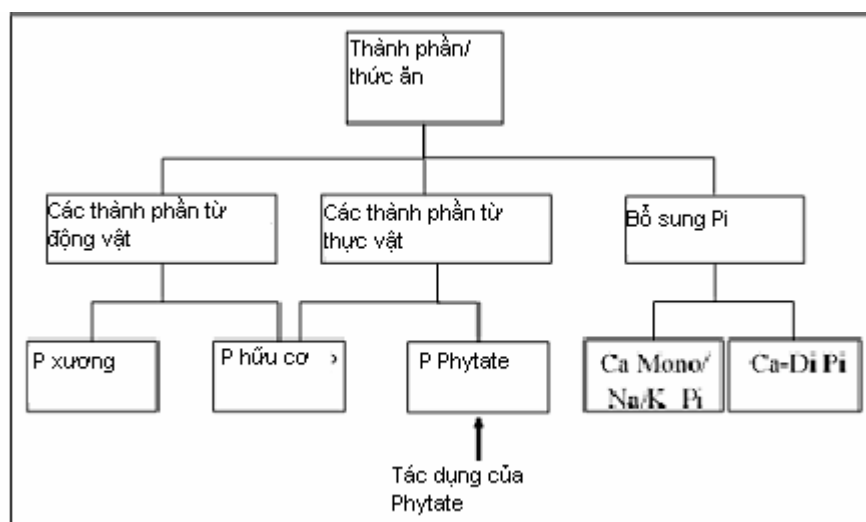 Thành phần/
thức ăn
Các thành phần từ
động vật
Các thành phần từ
thực vật
Bổ sung Pi
P xương
P hữu cơ
P Phytate
Ca Mono/
Na/K Pi
Ca-Di Pi
Tác dụng của
Phytate